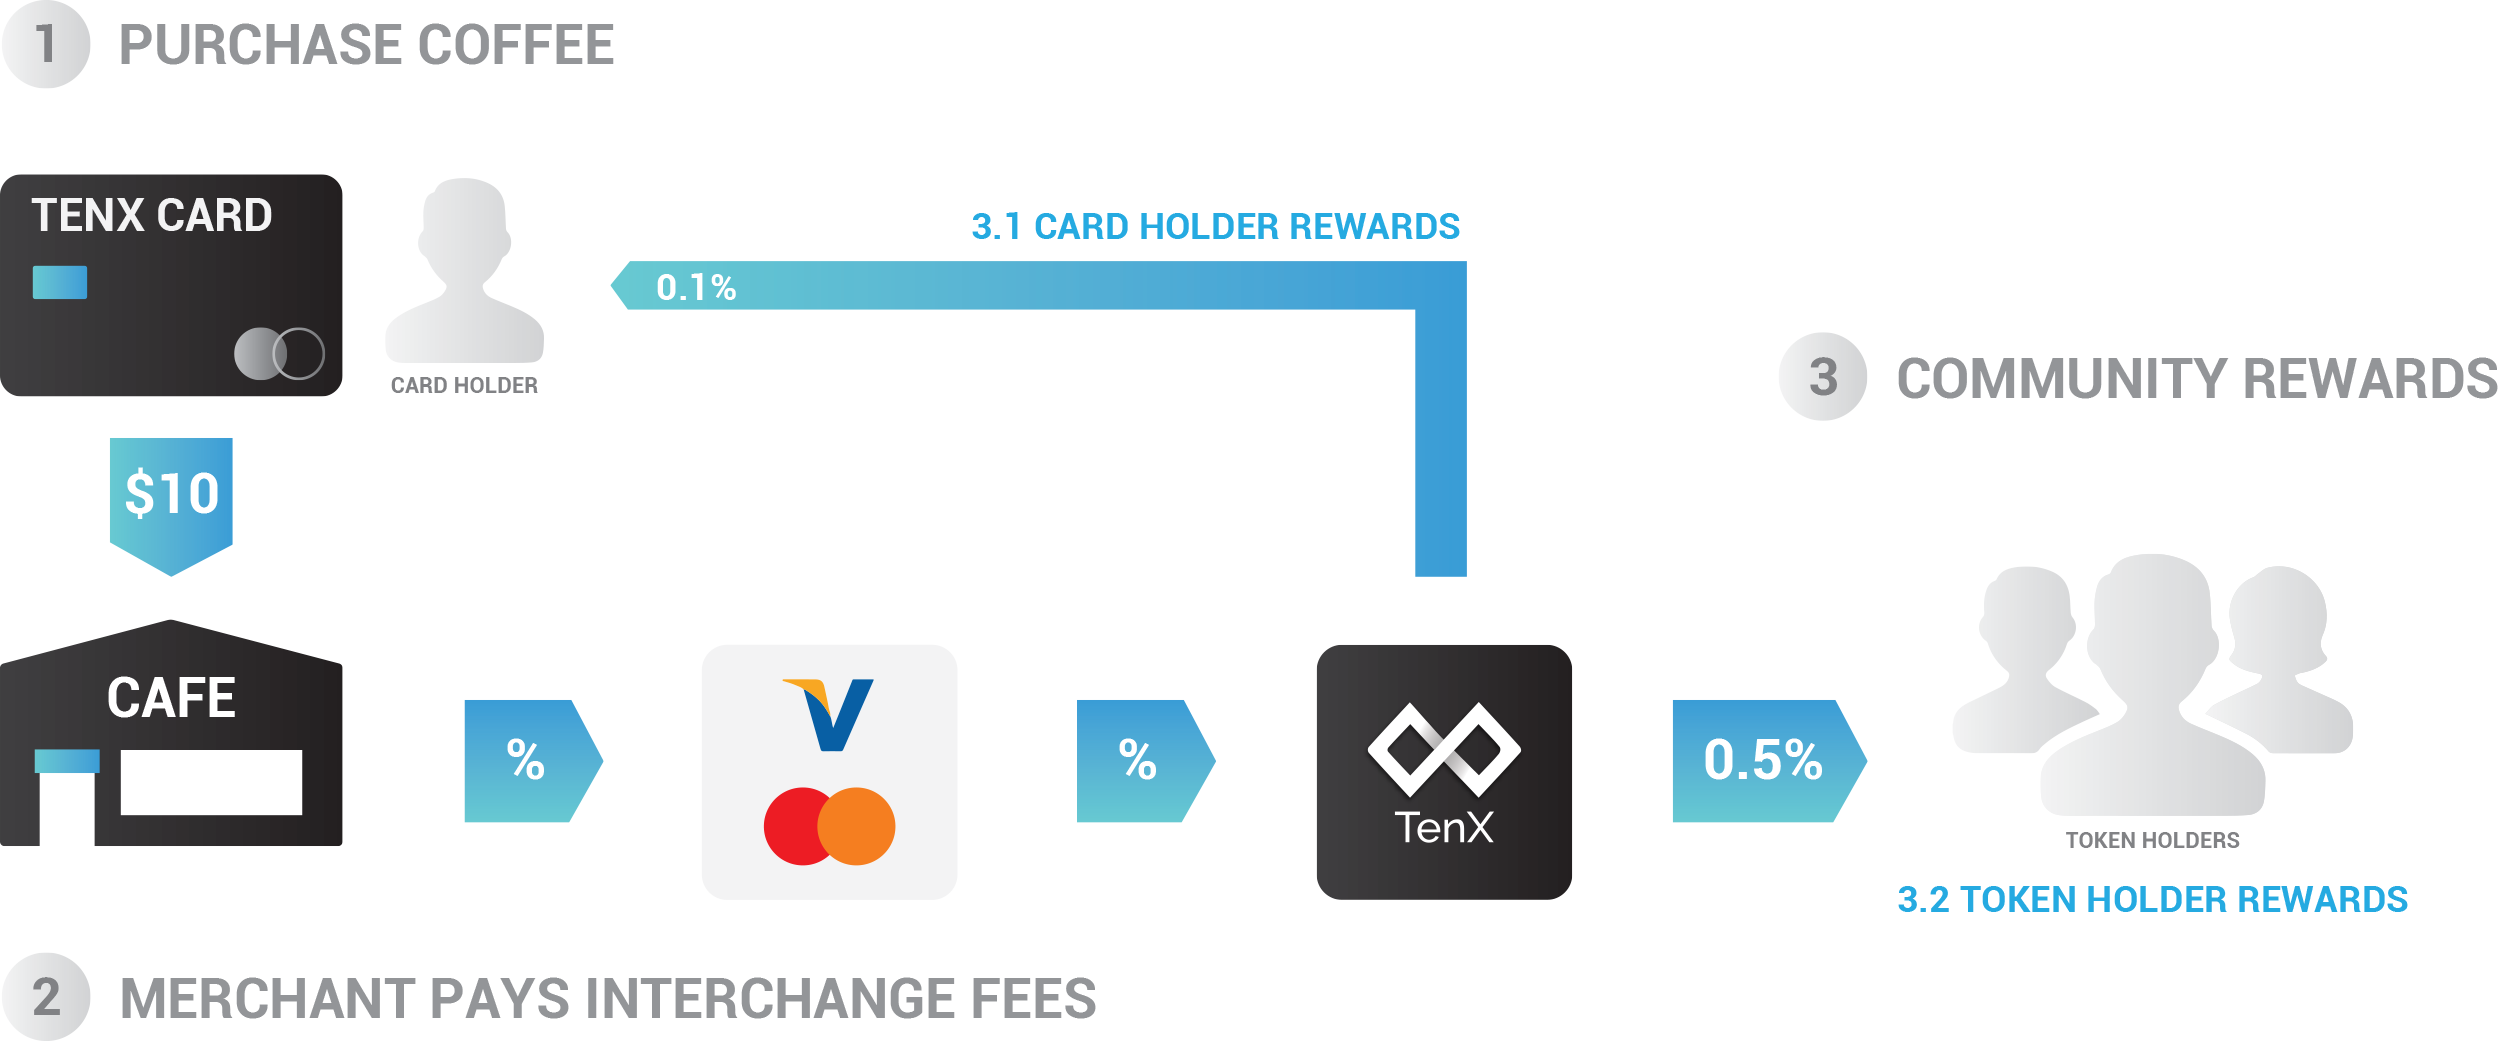 1 PURCHASE COFFEE
TENX CARD
CARD HOLDER
3.1 CARD HOLDER REWARDS
0.1%
3 COMMUNITY REWARDS
$10
CAFE
%
V
%
TenX
0.5%
TOKEN HOLDERS
3.2 TOKEN HOLDER REWARDS
2 MERCHANT PAYS INTERCHANGE FEES